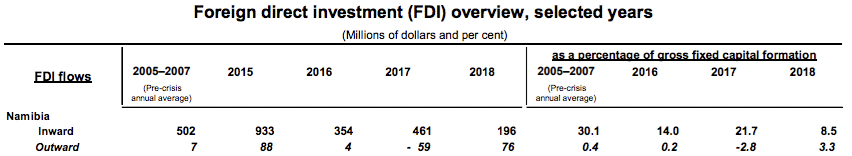 Foreign direct investment (FDI) overview, selected years
(Millions of dollars and per cent)
as a percentage of gross fixed capital formation
FDI flows 2005–2007 2015 2016 2017 2018 2005–2007 2016 2017 2018
(Pre-crisis annual average) (Pre-crisis annual average)
Namibia
Inward 502 933 354 461 196 30.1 14.0 21.7 8.5
Outward 7 88 4 - 59 76 0.4 0.2 -2.8 3.3